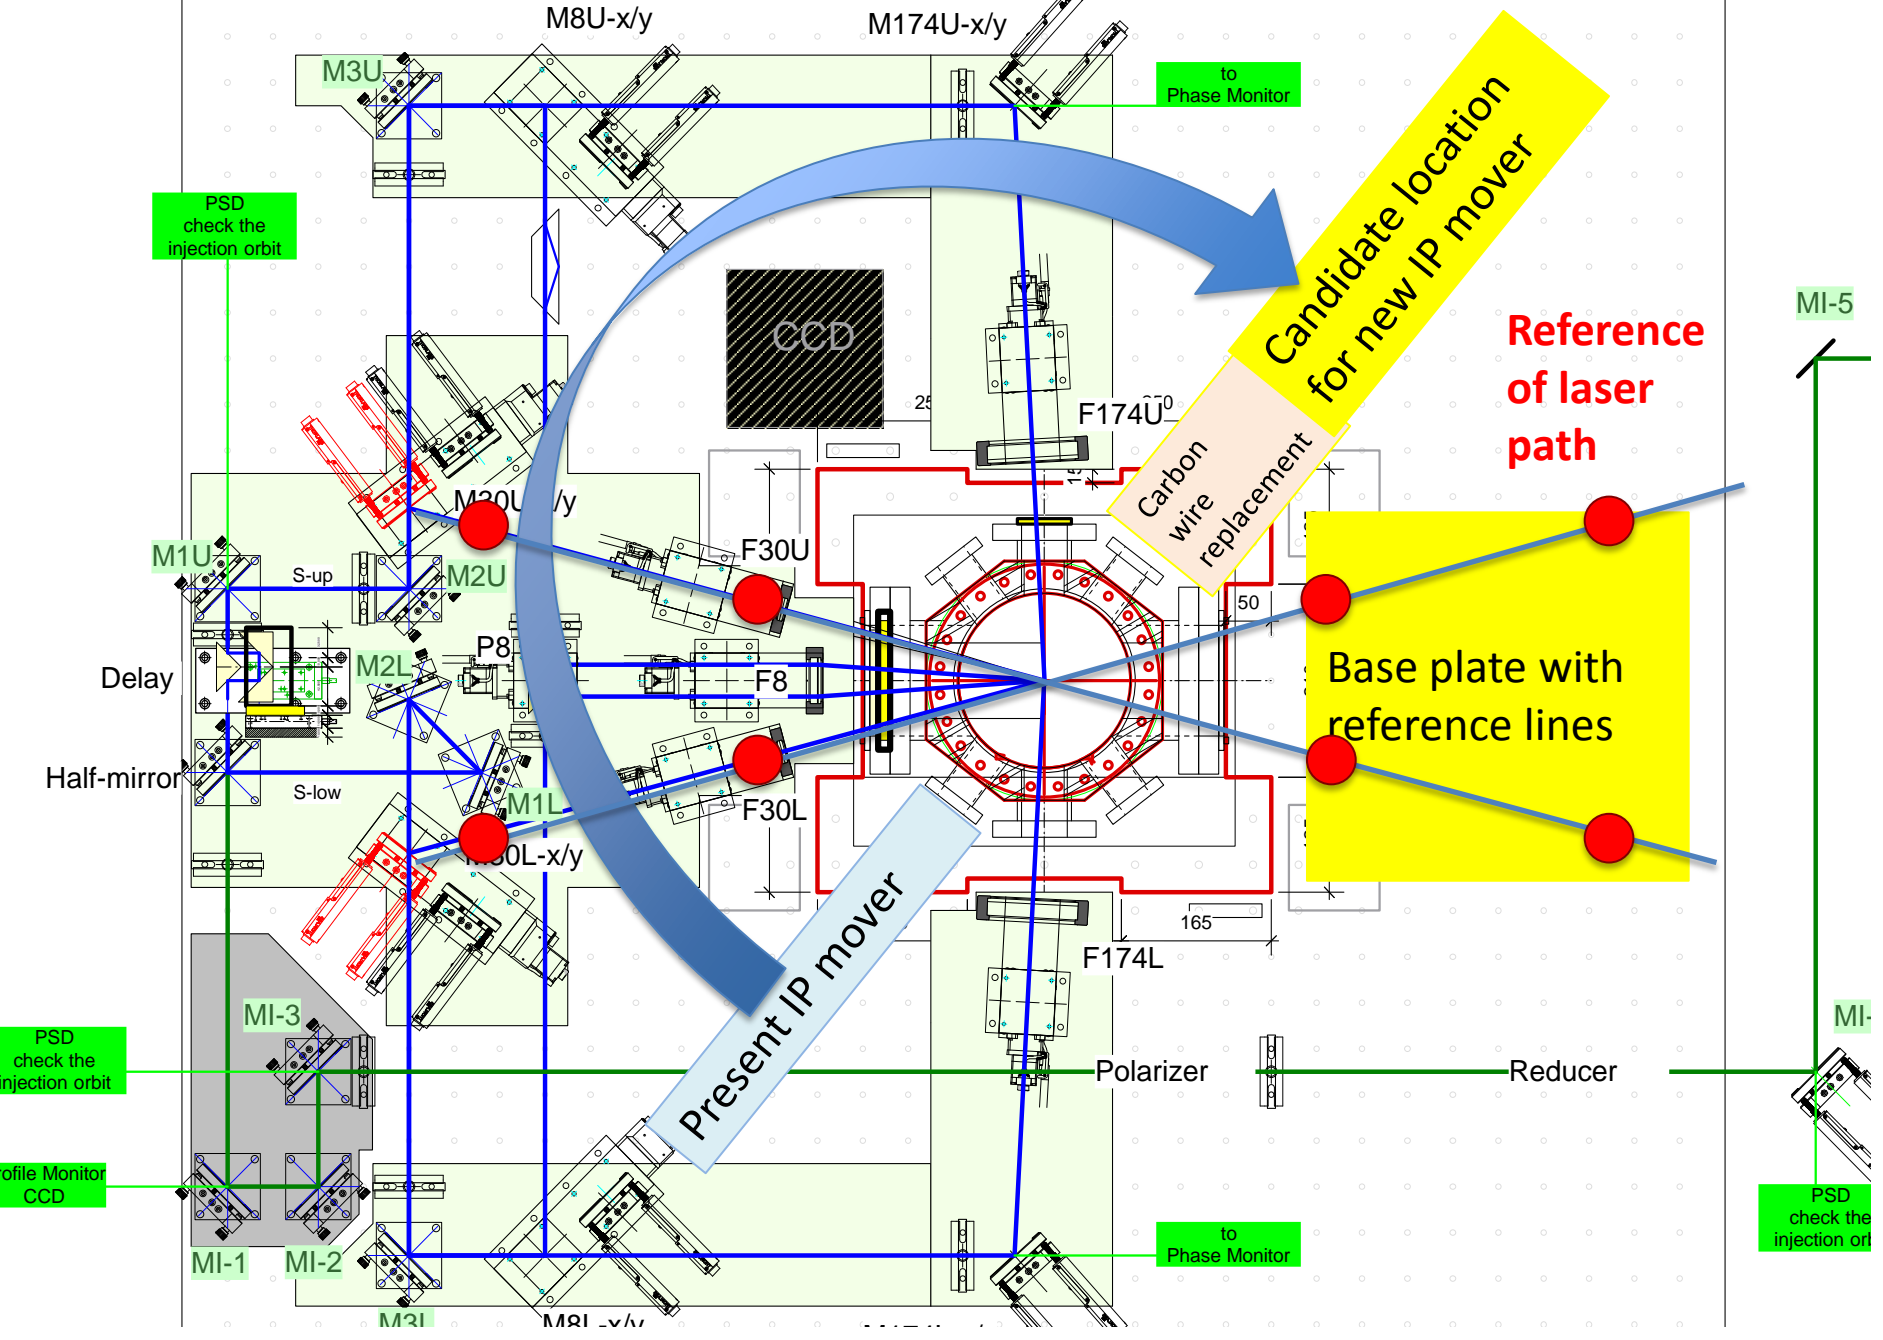 M8U-x/y
M174U-x/y
M3U
to
Phase Monitor
PSD
check the
injection orbit
Candidate location
for new IP mover
CCD
MI-5
Reference
of laser
path
25
F174U
Carbon
wire
replacement
15
M1U
S-up
M2U
F30U
50
P8
M2L
Delay
F8
Base plate with
reference lines
Half-mirror
S-low
M1L
F30L
Present IP mover
165
F174L
MI-3
MI-
PSD
check the
injection orbit
Polarizer
Reducer
Profile Monitor
CCD
PSD
check the
MI-1
MI-2
to
Phase Monitor
M3L
M8L-x/y